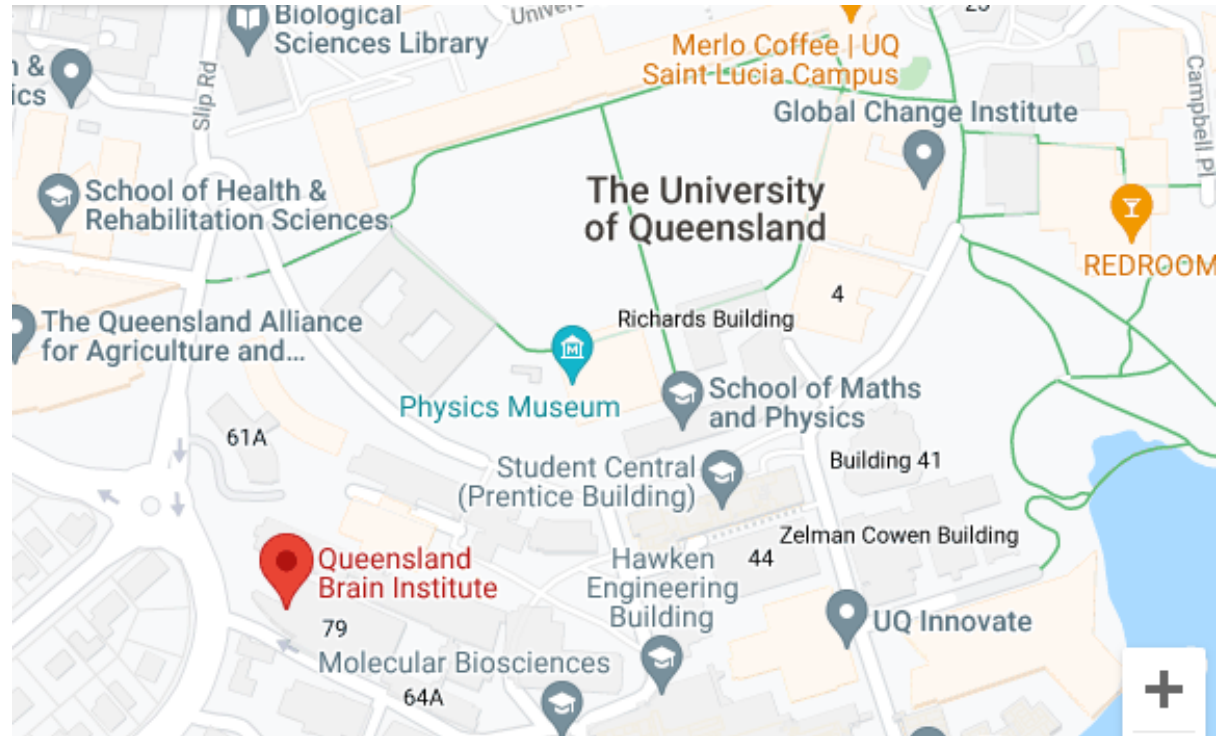 Biological
Sciences Library
Merlo Coffee | UQ
Saint Lucia Campus
Global Change Institute
Slip Rd
Campbell Pl
School of Health &
Rehabilitation Sciences
The University
of Queensland
REDROOM
4
Richards Building
The Queensland Alliance
for Agriculture and...
Physics Museum
School of Maths
and Physics
61A
Student Central
(Prentice Building)
Building 41
Zelman Cowen Building
44
Queensland
Brain Institute
Hawken
Engineering
Building
79
UQ Innovate
Molecular Biosciences
64A
+